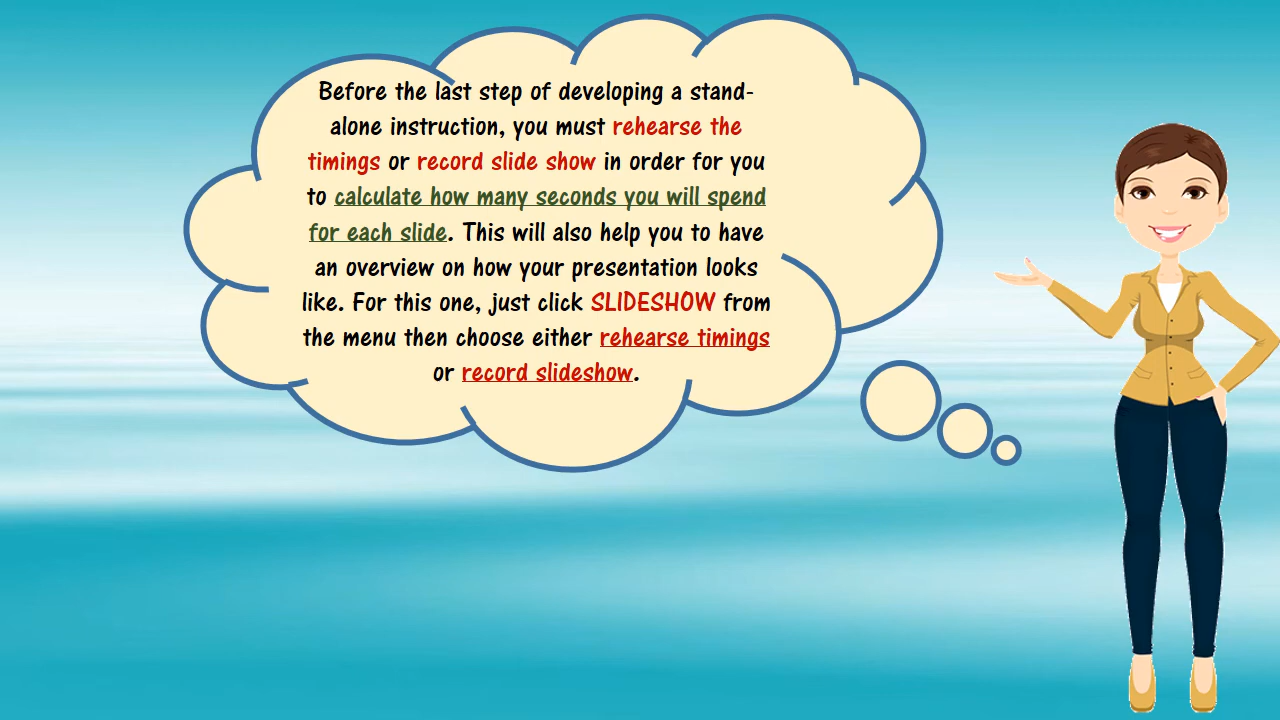 Before the last step of developing a stand-
alone instruction, you must rehearse the
timings or record slide show in order for you
to calculate how many seconds you will spend
for each slide. This will also help you to have
an overview on how your presentation looks
like. For this one, just click SLIDESHOW from
the menu then choose either rehearse timings
or record slideshow.